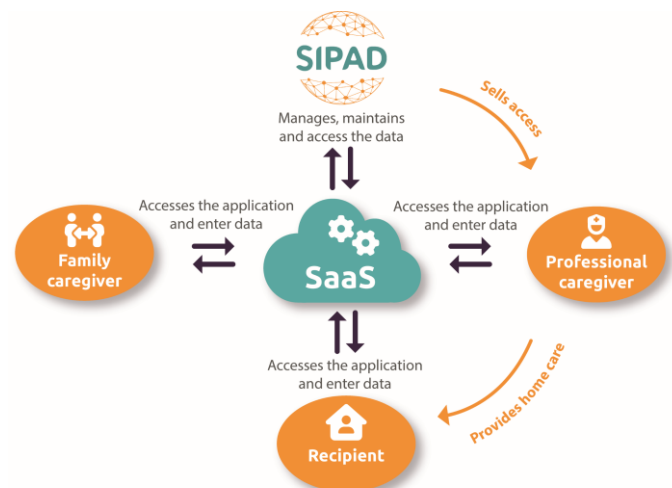 SIPAD
Manages, maintains
and access the data
Sells access
Accesses the application
and enter data
Accesses the application
and enter data
Family
caregiver
SaaS
Professional
caregiver
Accesses the application
and enter data
Provides home care
Recipient